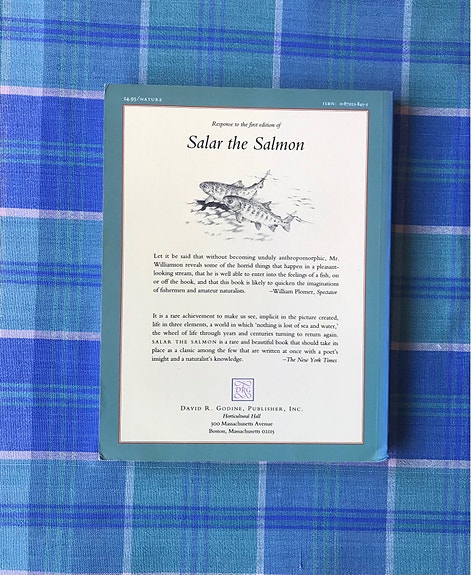 14.95/NATURE
ISBN: 0-87923-845-5
Response to the first edition of
Salar the Salmon
Let it be said that without becoming unduly anthropomorphic, Mr.
Williamson reveals some of the horrid things that happen in a pleasant-
looking stream, that he is well able to enter into the feelings of a fish, on
or off the hook, and that this book is likely to quicken the imaginations
of fishermen and amateur naturalists. –William Plomer, Spectator
It is a rare achievement to make us see, implicit in the picture created,
life in three elements, a world in which 'nothing is lost of sea and water,'
the wheel of life through years and centuries turning to return again.
SALAR THE SALMON is a rare and beautiful book that should take its
place as a classic among the few that are written at once with a poet's
insight and a naturalist's knowledge. –The New York Times
DRG
DAVID R. GODINE, PUBLISHER, INC.
Horticultural Hall
300 Massachusetts Avenue
Boston, Massachusetts 02115